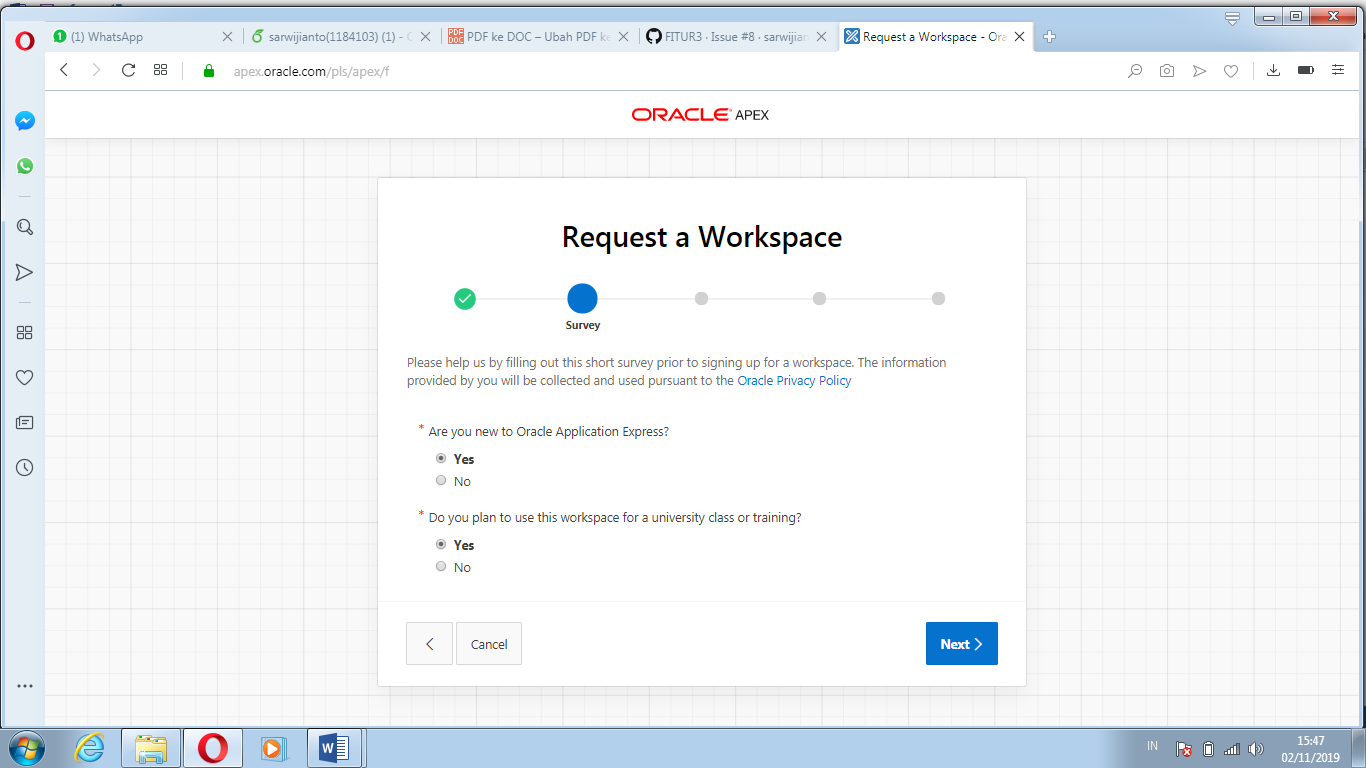 (1) WhatsApp
sarwijianto(1184103) (1) -
PDF ke DOC – Ubah PDF ke
FITUR3 · Issue #8 · sarwijian
Request a Workspace - Ora
apex.oracle.com/pls/apex/f
ORACLE APEX
Request a Workspace
Survey
Please help us by filling out this short survey prior to signing up for a workspace. The information
provided by you will be collected and used pursuant to the Oracle Privacy Policy
* Are you new to Oracle Application Express?
Yes
No
* Do you plan to use this workspace for a university class or training?
Yes
No
Cancel
Next
IN
15:47
02/11/2019